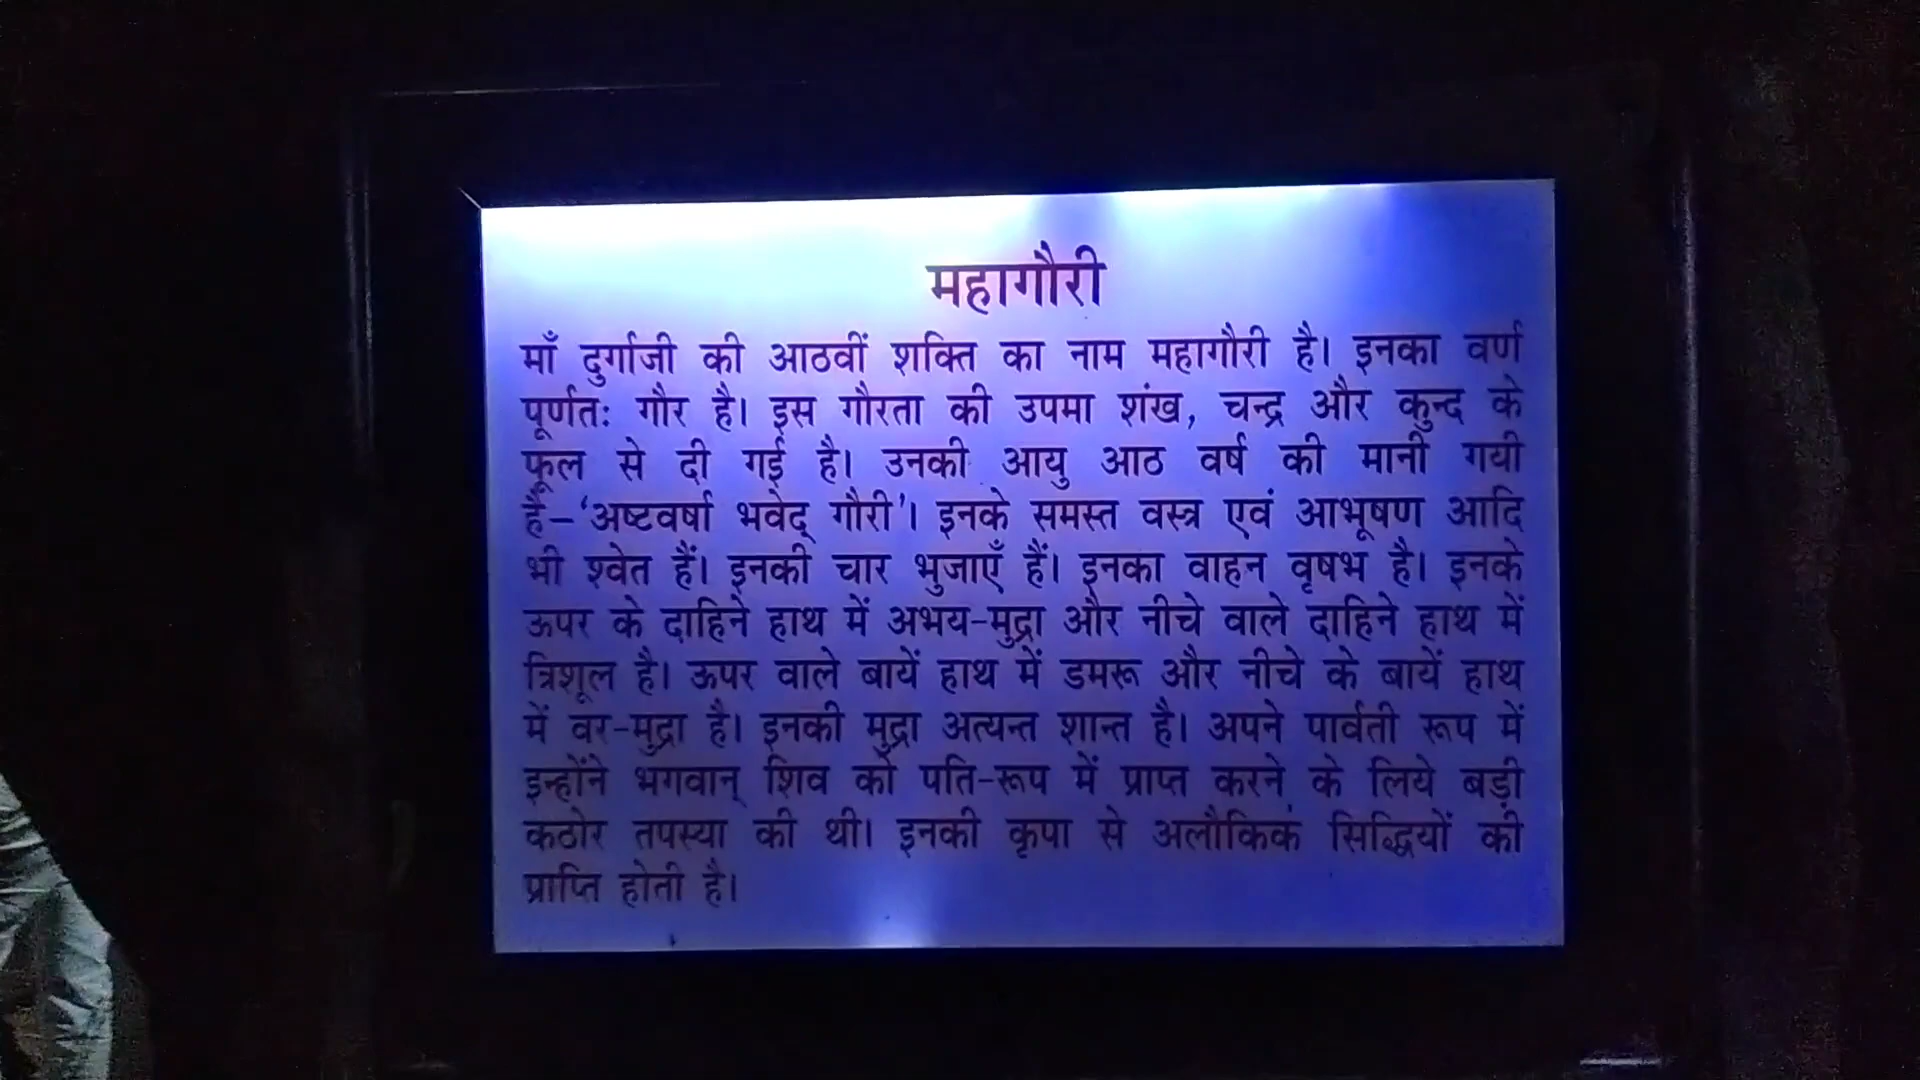 महागौरी
माँ दुर्गाजी की आठवीं शक्ति का नाम महागौरी है। इनका वर्ण
पूर्णतः गौर है। इस गौरता की उपमा शंख, चन्द्र और कुन्द के
फूल से दी गई है। उनकी आयु आठ वर्ष की मानी गयी
है–‘अष्टवर्षा भवेद् गौरी’। इनके समस्त वस्त्र एवं आभूषण आदि
भी श्वेत हैं। इनकी चार भुजाएँ हैं। इनका वाहन वृषभ है। इनके
ऊपर के दाहिने हाथ में अभय-मुद्रा और नीचे वाले दाहिने हाथ में
त्रिशूल है। ऊपर वाले बायें हाथ में डमरू और नीचे के बायें हाथ
में वर-मुद्रा है। इनकी मुद्रा अत्यन्त शान्त है। अपने पार्वती रूप में
इन्होंने भगवान् शिव को पति-रूप में प्राप्त करने के लिये बड़ी
कठोर तपस्या की थी। इनकी कृपा से अलौकिक सिद्धियों की
प्राप्ति होती है।